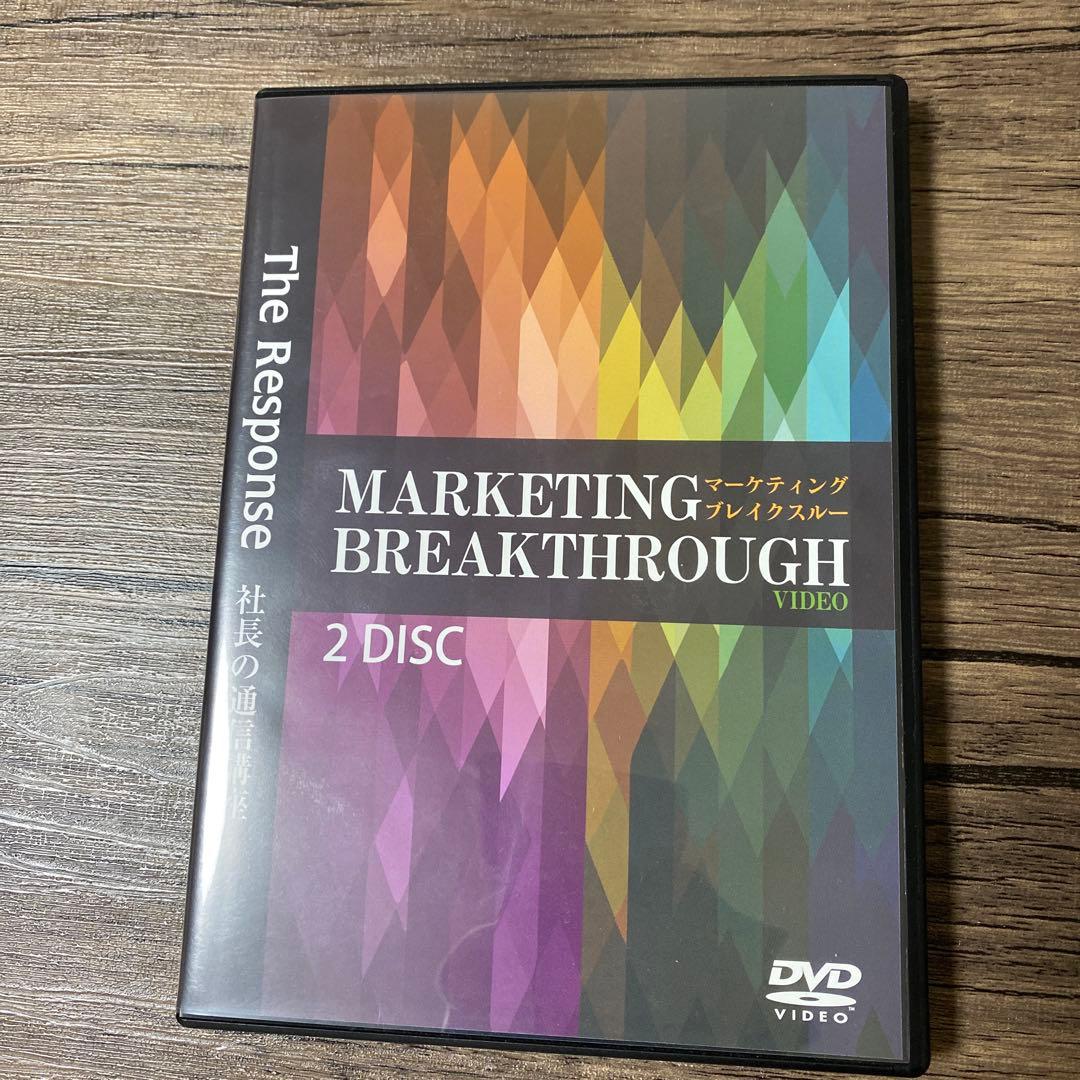 The Response 社長の通信講座
MARKETING マーケティング
ブレイクスルー
BREAKTHROUGH
VIDEO
2 DISC
DVD
VIDEO
TM